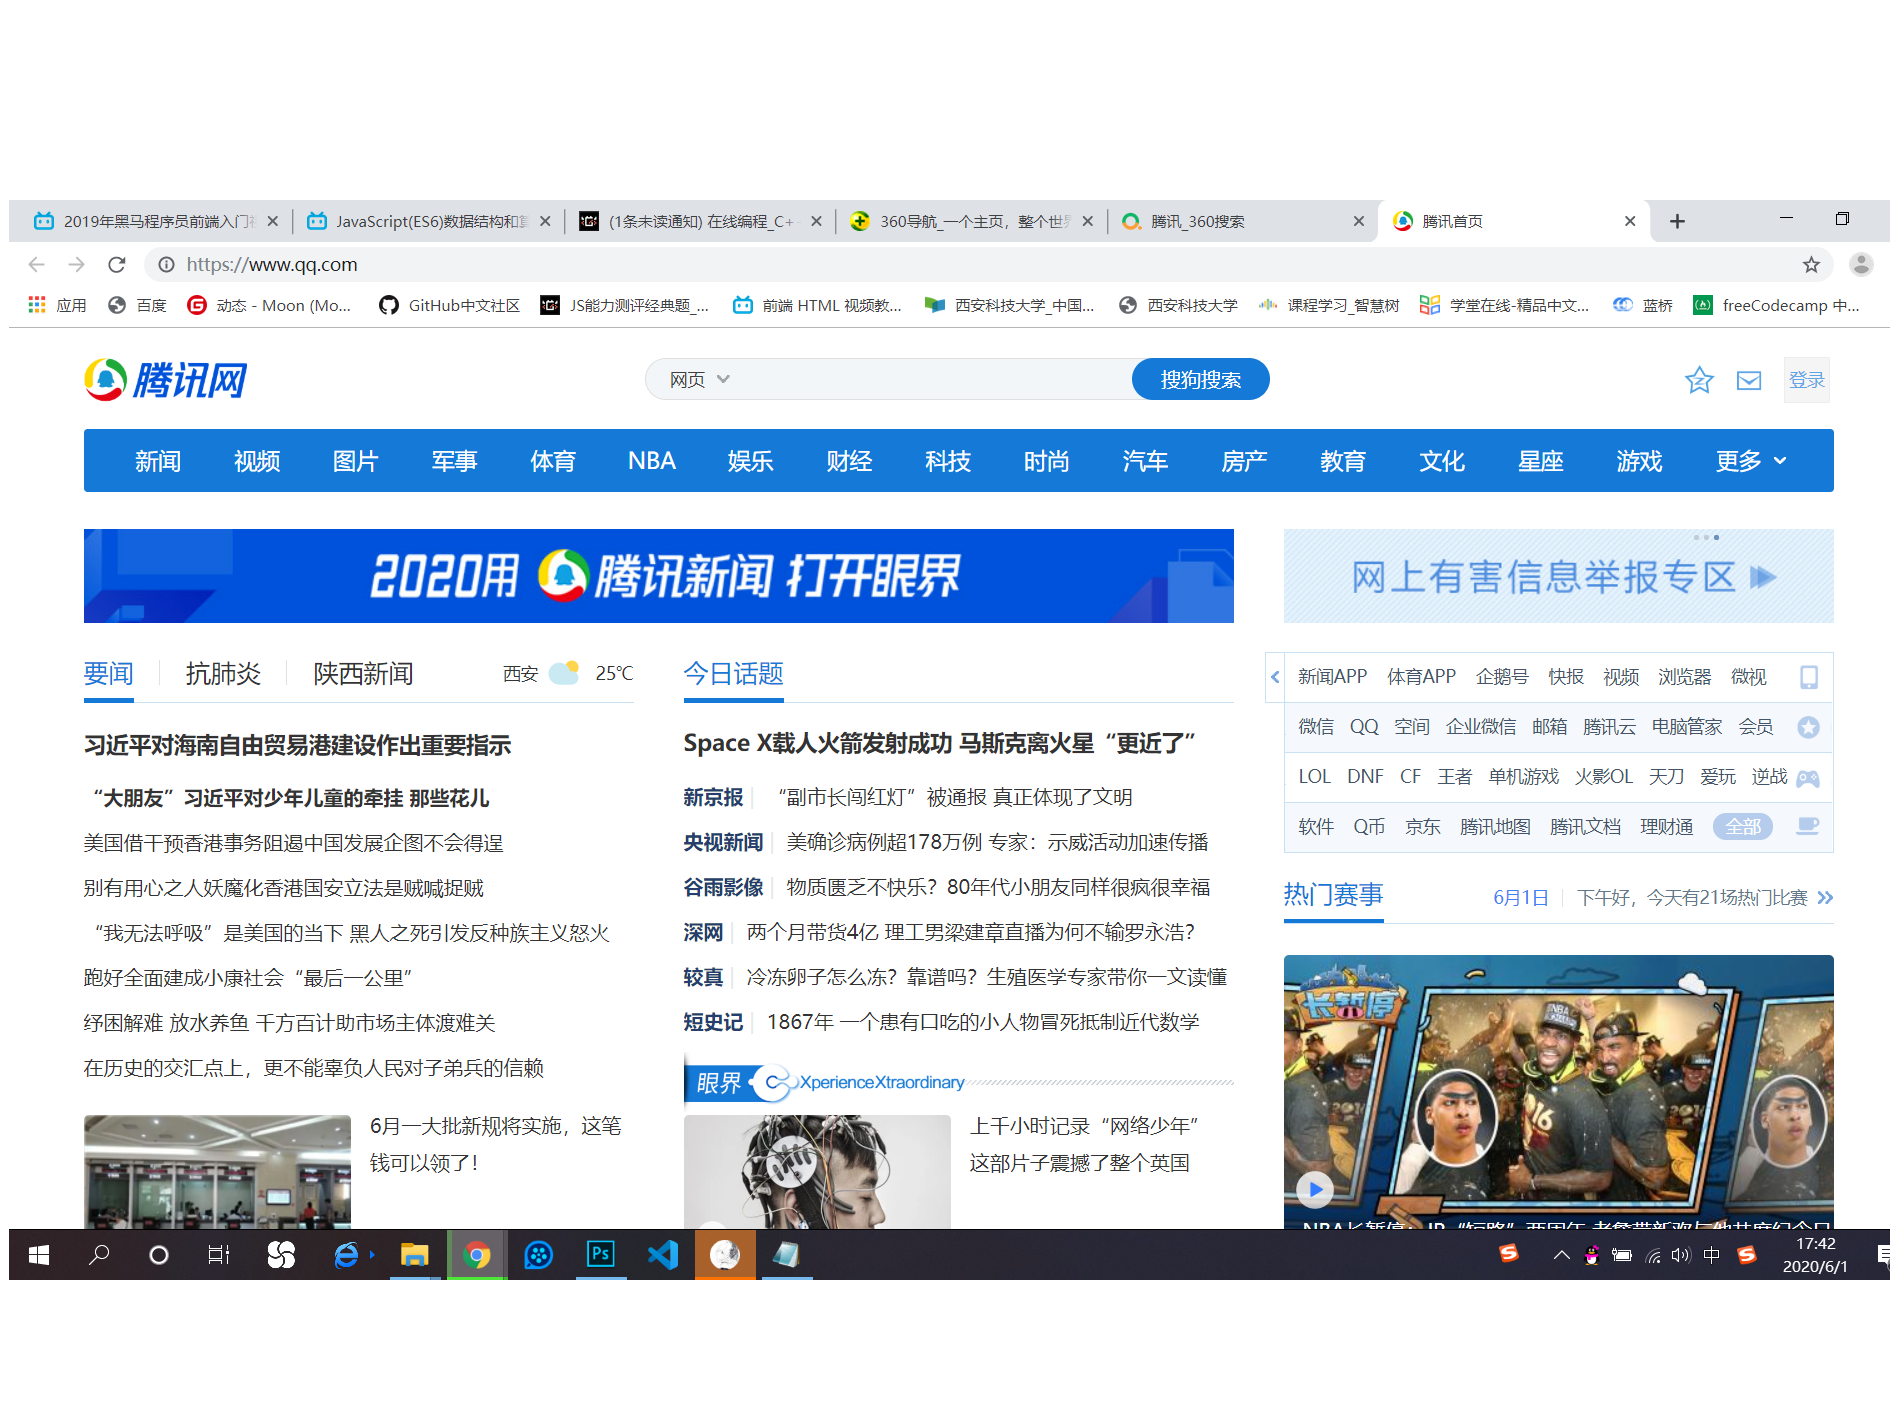 2019年黑马程序员前端入门
JavaScript(ES6)数据结构和
(1条未读通知) 在线编程_C+
360导航_一个主页，整个世
腾讯_360搜索
腾讯首页
https://www.qq.com
应用
百度
动态 - Moon (Mo...
GitHub中文社区
JS能力测评经典题_...
前端 HTML 视频教...
西安科技大学_中国...
西安科技大学
课程学习_智慧树
学堂在线-精品中文...
蓝桥
freeCodecamp 中...
腾讯网
网页
搜狗搜索
登录
新闻 视频 图片 军事 体育 NBA 娱乐 财经 科技 时尚 汽车 房产 教育 文化 星座 游戏 更多
2020用 腾讯新闻 打开眼界
网上有害信息举报专区
要闻 抗肺炎 陕西新闻 西安 25℃
习近平对海南自由贸易港建设作出重要指示
“大朋友”习近平对少年儿童的牵挂 那些花儿
美国借干预香港事务阻遏中国发展企图不会得逞
别有用心之人妖魔化香港国安立法是贼喊捉贼
“我无法呼吸”是美国的当下 黑人之死引发反种族主义怒火
跑好全面建成小康社会“最后一公里”
纾困解难 放水养鱼 千方百计助市场主体渡难关
在历史的交汇点上，更不能辜负人民对子弟兵的信赖
6月一大批新规将实施，这笔
钱可以领了！
今日话题
Space X载人火箭发射成功 马斯克离火星“更近了”
新京报 “副市长闯红灯”被通报 真正体现了文明
央视新闻 美确诊病例超178万例 专家：示威活动加速传播
谷雨影像 物质匮乏不快乐？80年代小朋友同样很疯很幸福
深网 两个月带货4亿 理工男梁建章直播为何不输罗永浩？
较真 冷冻卵子怎么冻？靠谱吗？生殖医学专家带你一文读懂
短史记 1867年 一个患有口吃的小人物冒死抵制近代数学
眼界 XperienceXtraordinary
上千小时记录“网络少年”
这部片子震撼了整个英国
新闻APP 体育APP 企鹅号 快报 视频 浏览器 微视
微信 QQ 空间 企业微信 邮箱 腾讯云 电脑管家 会员
LOL DNF CF 王者 单机游戏 火影OL 天刀 爱玩 逆战
软件 Q币 京东 腾讯地图 腾讯文档 理财通 全部
热门赛事 6月1日 下午好，今天有21场热门比赛
长暂停
NBA
2016
Ps
中
17:42
2020/6/1